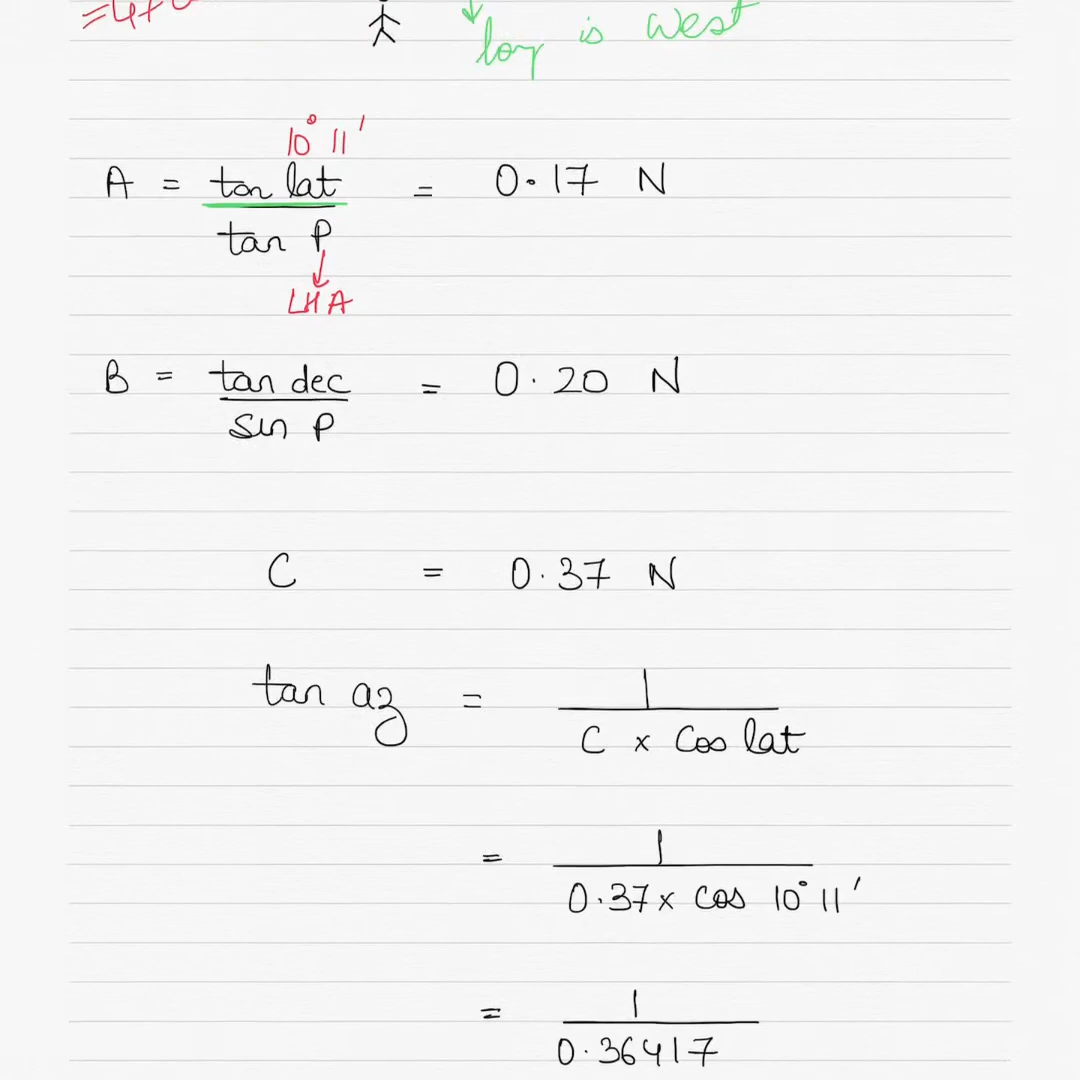 long is west
10° 11'
A = tan lat / tan P = 0.17 N
LHA
B = tan dec / sin P = 0.20 N
C = 0.37 N
tan az = 1 / C x Cos lat
= 1 / 0.37 x cos 10° 11'
= 1 / 0.36417